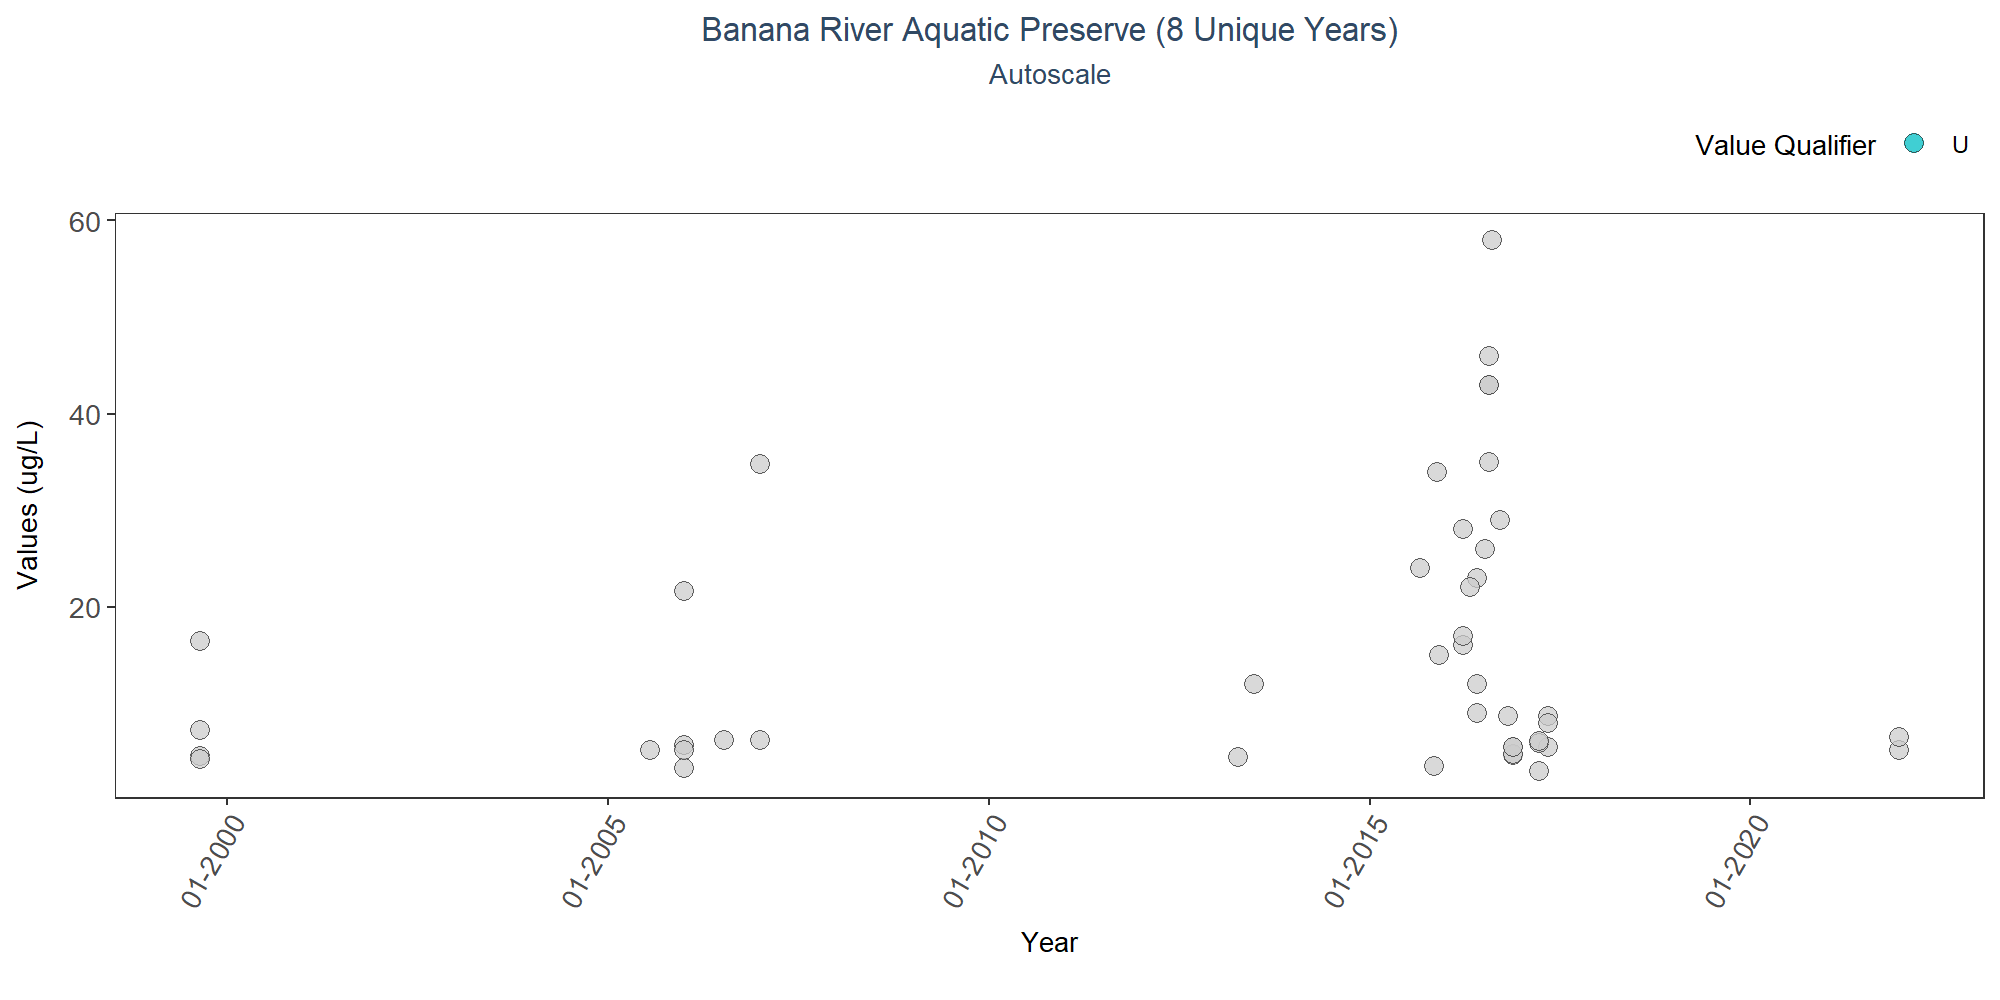 Banana River Aquatic Preserve (8 Unique Years)
Autoscale
Value Qualifier U
60
40
20
Values (ug/L)
01-2000 01-2005 01-2010 01-2015 01-2020
Year